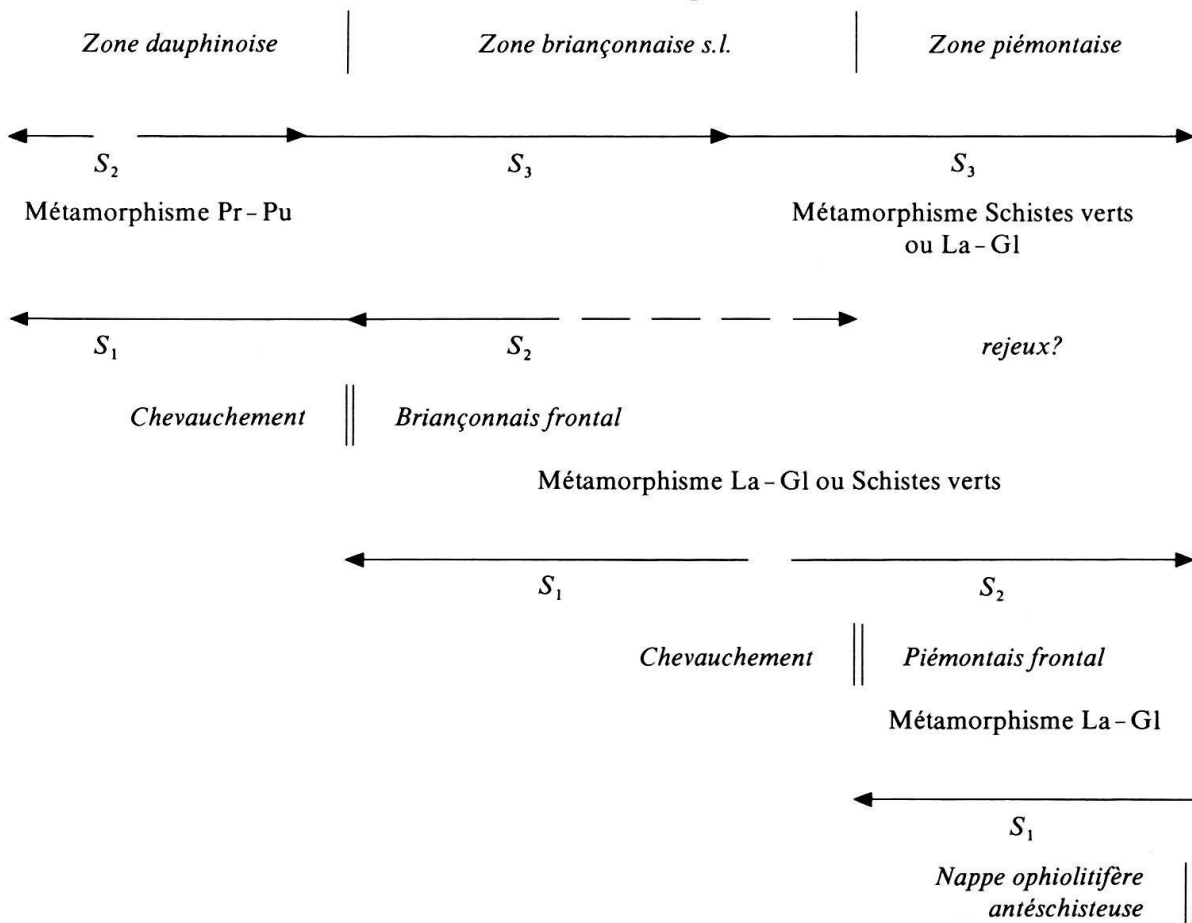 Zone dauphinoise
Zone briançonnaise s.l.
Zone piémontaise
S₂
S₃
S₃
Métamorphisme Pr – Pu
Métamorphisme Schistes verts
ou La – Gl
S₁
S₂
rejeux?
Chevauchement
Briançonnais frontal
Métamorphisme La – Gl ou Schistes verts
S₁
S₂
Chevauchement
Piémontais frontal
Métamorphisme La – Gl
S₁
Nappe ophiolitifère
antéschisteuse